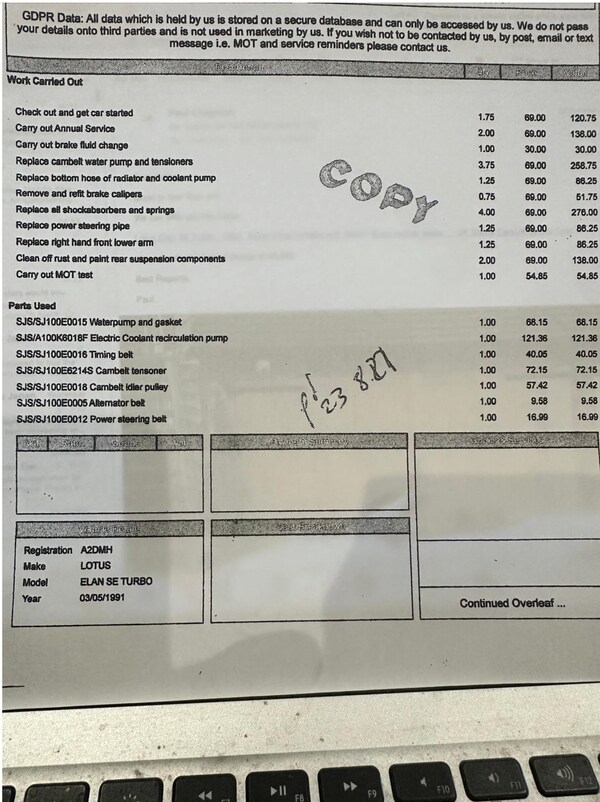 GDPR Data: All data which is held by us is stored on a secure database and can only be accessed by us. We do not pass
your details onto third parties and is not used in marketing by us. If you wish not to be contacted by us, by post, email or text
message i.e. MOT and service reminders please contact us.
Work Carried Out
Check out and get car started 1.75 69.00 120.75
Carry out Annual Service 2.00 69.00 138.00
Carry out brake fluid change 1.00 30.00 30.00
Replace cambelt water pump and tensioners 3.75 69.00 258.75
Replace bottom hose of radiator and coolant pump 1.25 69.00 86.25
Remove and refit brake calipers 0.75 69.00 51.75
Replace all shockabsorbers and springs 4.00 69.00 276.00
Replace power steering pipe 1.25 69.00 86.25
Replace right hand front lower arm 1.25 69.00 86.25
Clean off rust and paint rear suspension components 2.00 69.00 138.00
Carry out MOT test 1.00 54.85 54.85
COPY
Parts Used
SJS/SJ100E0015 Waterpump and gasket 1.00 68.15 68.15
SJS/A100K6018F Electric Coolant recirculation pump 1.00 121.36 121.36
SJS/SJ100E0016 Timing belt 1.00 40.05 40.05
SJS/SJ100E6214S Cambelt tensoner 1.00 72.15 72.15
SJS/SJ100E0018 Cambelt idler pulley 1.00 57.42 57.42
SJS/SJ100E0005 Alternator belt 1.00 9.58 9.58
SJS/SJ100E0012 Power steering belt 1.00 16.99 16.99
Registration A2DMH
Make LOTUS
Model ELAN SE TURBO
Year 03/05/1991
Continued Overleaf ...
F7 F8 F9 F10 F11 F12